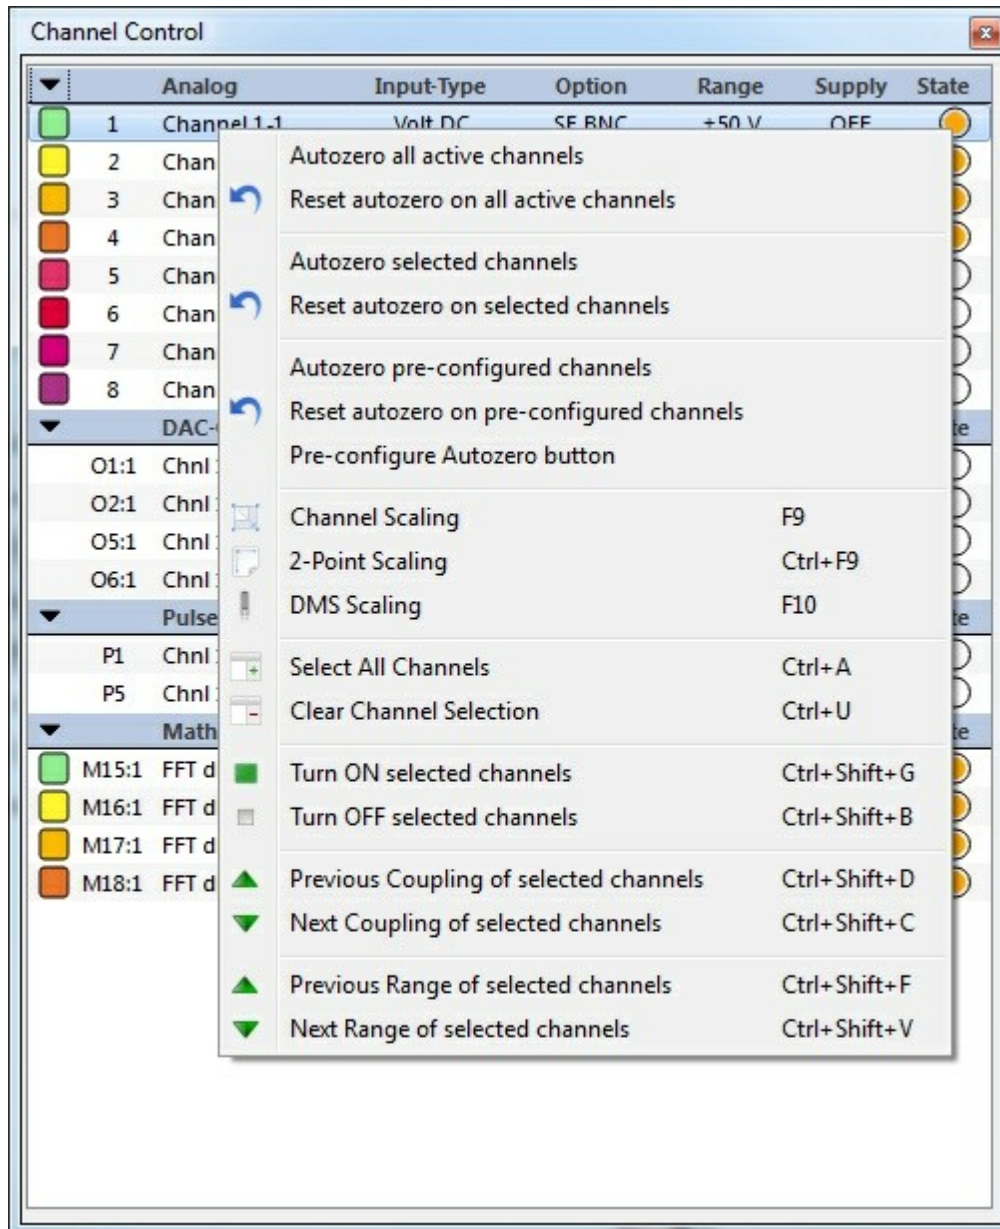 Channel Control
Analog Input-Type Option Range Supply State
1 Channel 1-1 Volt DC SE BNC ±50 V OFF
Autozero all active channels
2 Chan
3 Chan Reset autozero on all active channels
4 Chan
Autozero selected channels
5 Chan
6 Chan Reset autozero on selected channels
7 Chan
Autozero pre-configured channels
8 Chan
Reset autozero on pre-configured channels
DAC-
Pre-configure Autozero button
O1:1 Chnl
O2:1 Chnl
Channel Scaling F9
O5:1 Chnl
2-Point Scaling Ctrl+F9
O6:1 Chnl
DMS Scaling F10
Pulse
P1 Chnl
Select All Channels Ctrl+A
P5 Chnl
Clear Channel Selection Ctrl+U
Math
M15:1 FFT d
Turn ON selected channels Ctrl+Shift+G
M16:1 FFT d
Turn OFF selected channels Ctrl+Shift+B
M17:1 FFT d
M18:1 FFT d
Previous Coupling of selected channels Ctrl+Shift+D
Next Coupling of selected channels Ctrl+Shift+C
Previous Range of selected channels Ctrl+Shift+F
Next Range of selected channels Ctrl+Shift+V